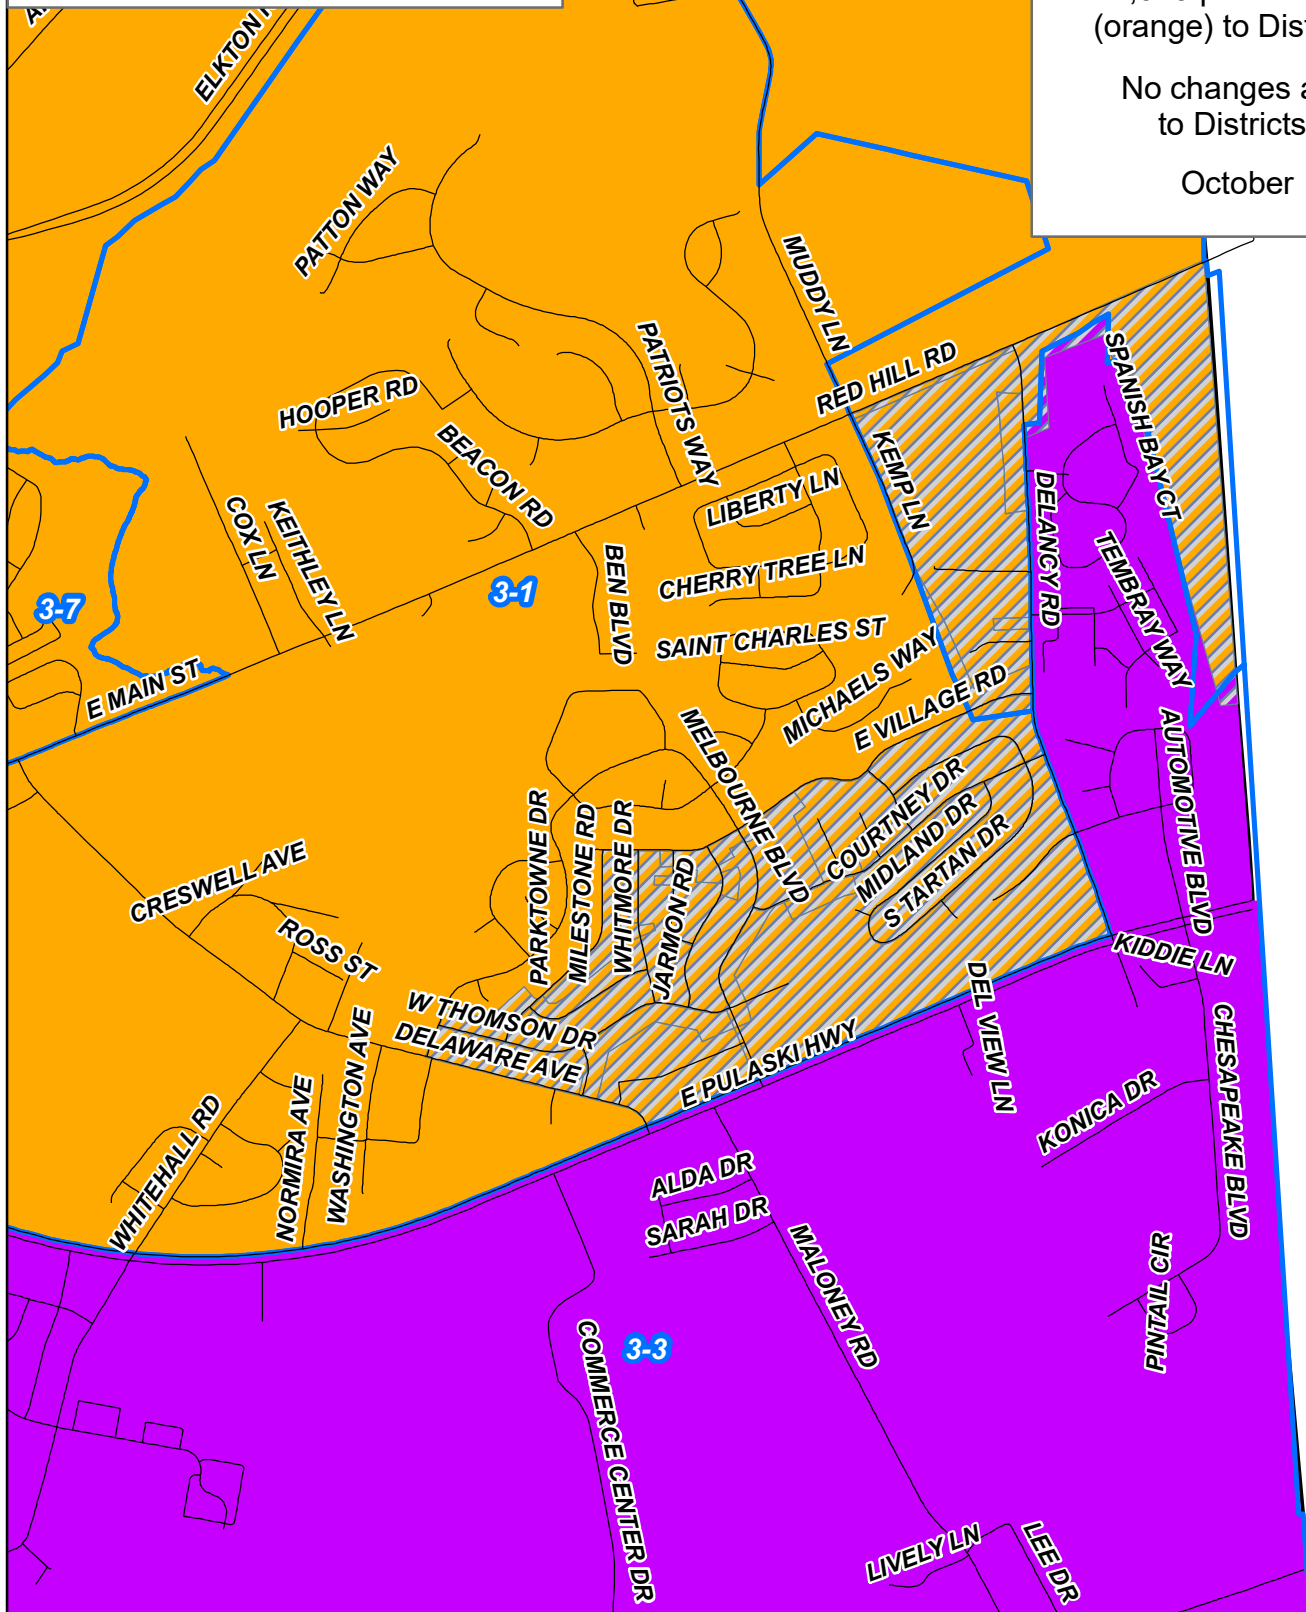 ELKTON
(orange) to Dist
No changes a
to Districts
October
PATTON WAY
MUDDY LN
PATRIOTS WAY
RED HILL RD
SPANISH BAY CT
HOOPER RD
BEACON RD
KEMP LN
LIBERTY LN
DELANCY RD
COX LN
KEITHLEY LN
BEN BLVD
CHERRY TREE LN
TEMBRAY WAY
3-7
3-1
SAINT CHARLES ST
MICHAELS WAY
E VILLAGE RD
E MAIN ST
MELBOURNE BLVD
AUTOMOTIVE BLVD
COURTNEY DR
MIDLAND DR
S TARTAN DR
PARKTOWNE DR
MILESTONE RD
WHITMORE DR
JARMON RD
CRESWELL AVE
ROSS ST
KIDDIE LN
W THOMSON DR
DELAWARE AVE
DEL VIEW LN
E PULASKI HWY
CHESAPEAKE BLVD
WASHINGTON AVE
NORMIRA AVE
WHITEHALL RD
KONICA DR
ALDA DR
SARAH DR
MALONEY RD
PINTAIL CIR
3-3
COMMERCE CENTER DR
LIVELY LN
LEE DR